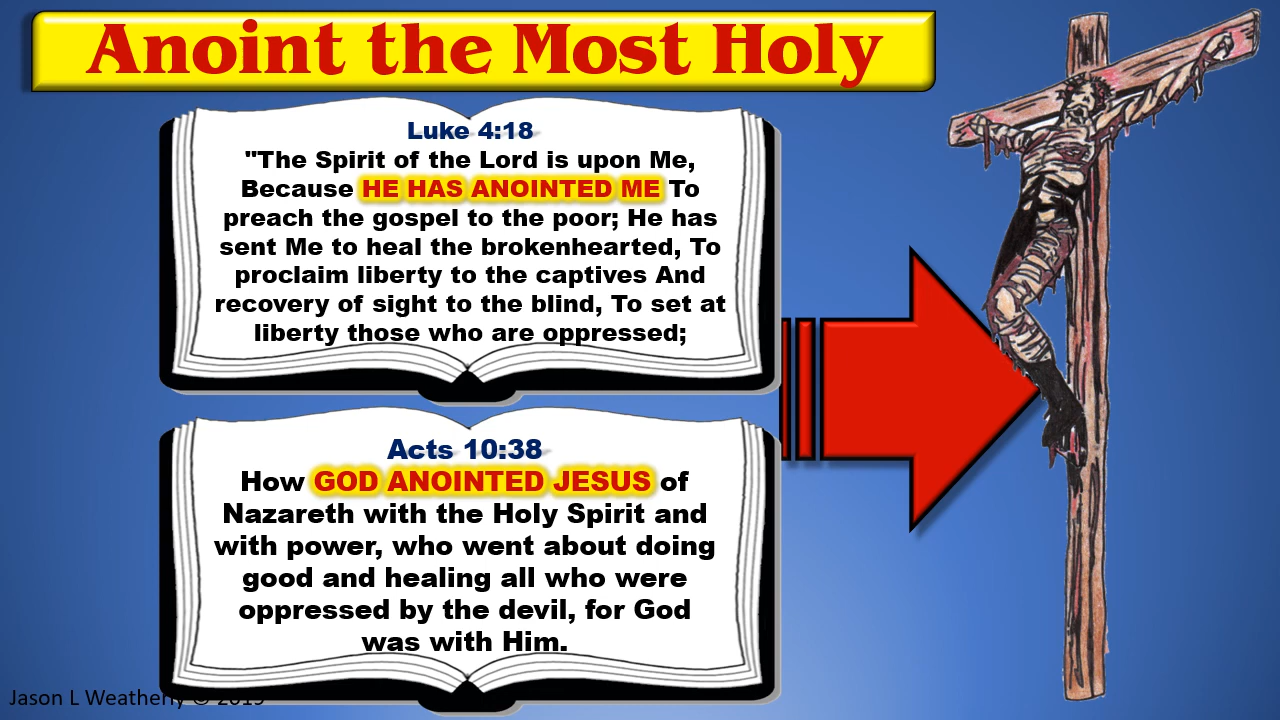 Anoint the Most Holy
Luke 4:18
"The Spirit of the Lord is upon Me,
Because HE HAS ANOINTED ME To
preach the gospel to the poor; He has
sent Me to heal the brokenhearted, To
proclaim liberty to the captives And
recovery of sight to the blind, To set at
liberty those who are oppressed;
Acts 10:38
How GOD ANOINTED JESUS of
Nazareth with the Holy Spirit and
with power, who went about doing
good and healing all who were
oppressed by the devil, for God
was with Him.
Jason L Weatherly ©